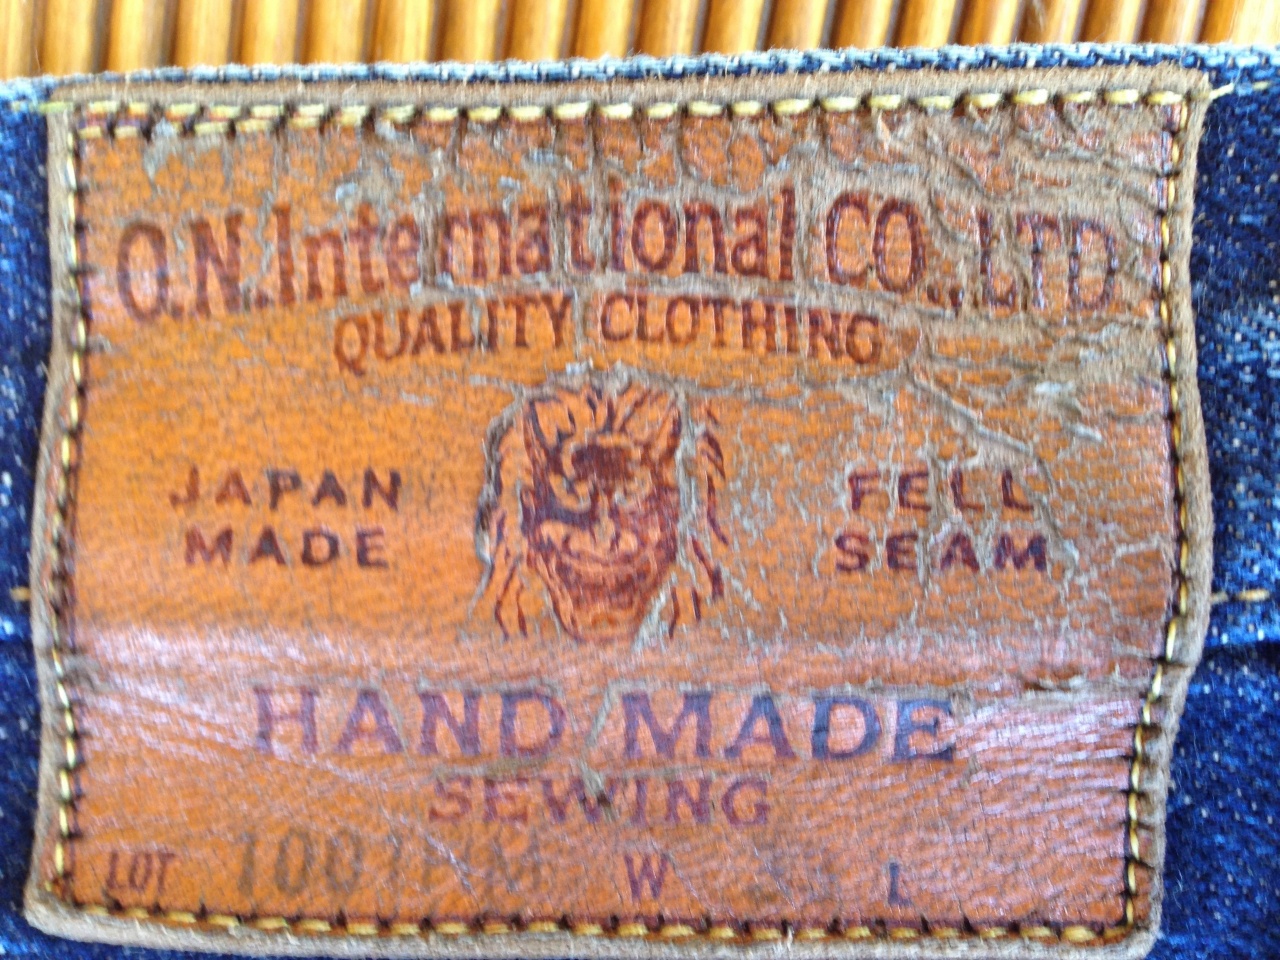 O.N.International CO.,LTD
QUALITY CLOTHING
JAPAN
MADE
FELL
SEAM
HAND MADE
SEWING
LOT W L